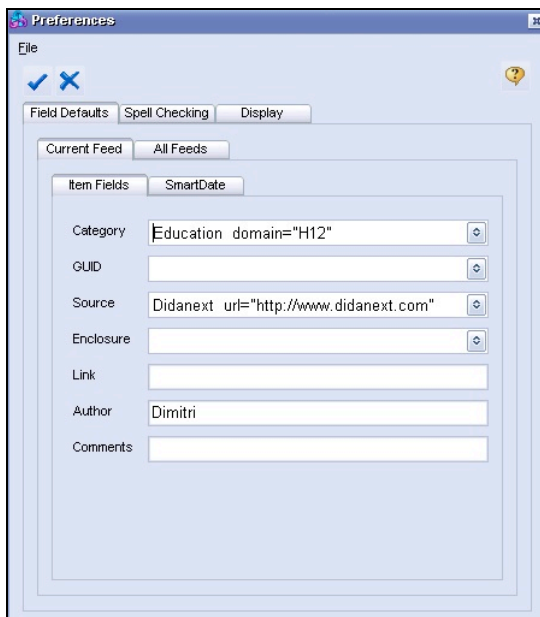 Preferences
File
Field Defaults Spell Checking Display
Current Feed All Feeds
Item Fields SmartDate
Category Education domain="H12"
GUID
Source Didanext url="http://www.didanext.com"
Enclosure
Link
Author Dimitri
Comments